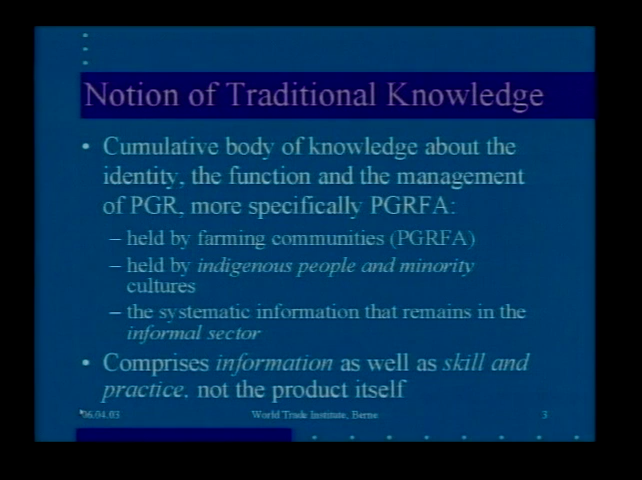 Notion of Traditional Knowledge
• Cumulative body of knowledge about the
identity, the function and the management
of PGR, more specifically PGRFA:
– held by farming communities (PGRFA)
– held by indigenous people and minority
cultures
– the systematic information that remains in the
informal sector
• Comprises information as well as skill and
practice, not the product itself
06.04.03 World Trade Institute, Berne 3